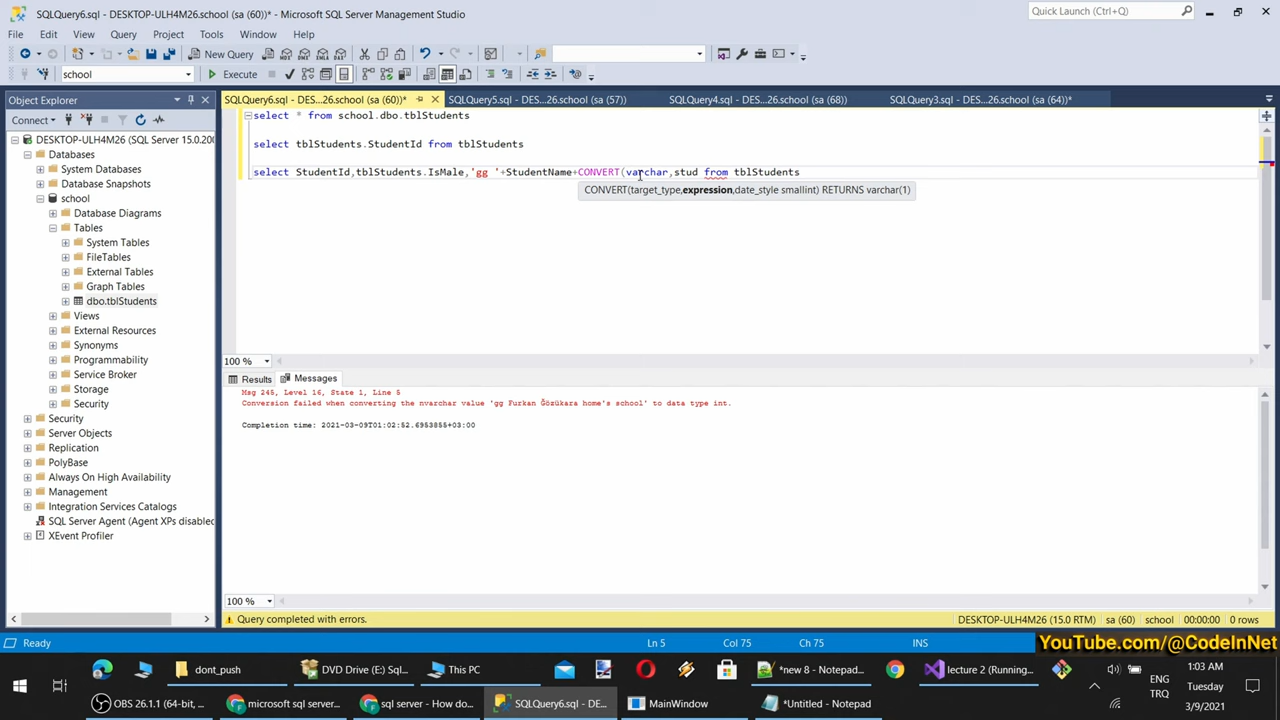 SQLQuery6.sql - DESKTOP-ULH4M26.school (sa (60))* - Microsoft SQL Server Management Studio
Quick Launch (Ctrl+Q)
File Edit View Query Project Tools Window Help
New Query
school
Execute
Object Explorer
SQLQuery6.sql - DES...26.school (sa (60))*
SQLQuery5.sql - DES...26.school (sa (57))
SQLQuery4.sql - DES...26.school (sa (68))
SQLQuery3.sql - DES...26.school (sa (64))*
Connect
DESKTOP-ULH4M26 (SQL Server 15.0.200
Databases
System Databases
Database Snapshots
school
Database Diagrams
Tables
System Tables
FileTables
External Tables
Graph Tables
dbo.tblStudents
Views
External Resources
Synonyms
Programmability
Service Broker
Storage
Security
Security
Server Objects
Replication
PolyBase
Always On High Availability
Management
Integration Services Catalogs
SQL Server Agent (Agent XPs disabled
XEvent Profiler
select * from school.dbo.tblStudents
select tblStudents.StudentId from tblStudents
select StudentId,tblStudents.IsMale,'gg '+StudentName+CONVERT(varchar,stud from tblStudents
CONVERT(target_type,expression,date_style smallint) RETURNS varchar(1)
100 %
Results Messages
Msg 245, Level 16, State 1, Line 5
Conversion failed when converting the nvarchar value 'gg Furkan Gözükara home's school' to data type int.
Completion time: 2021-03-09T01:02:52.6953855+03:00
100 %
Query completed with errors.
DESKTOP-ULH4M26 (15.0 RTM) sa (60) school 00:00:00 0 rows
Ready Ln 5 Col 75 Ch 75 INS
YouTube.com/@CodeInNet
dont_push
DVD Drive (E:) Sql...
This PC
*new 8 - Notepad...
lecture 2 (Running...
ENG
TRQ
1:03 AM
Tuesday
3/9/2021
OBS 26.1.1 (64-bit, ...
microsoft sql server...
sql server - How do...
SQLQuery6.sql - DE...
MainWindow
*Untitled - Notepad